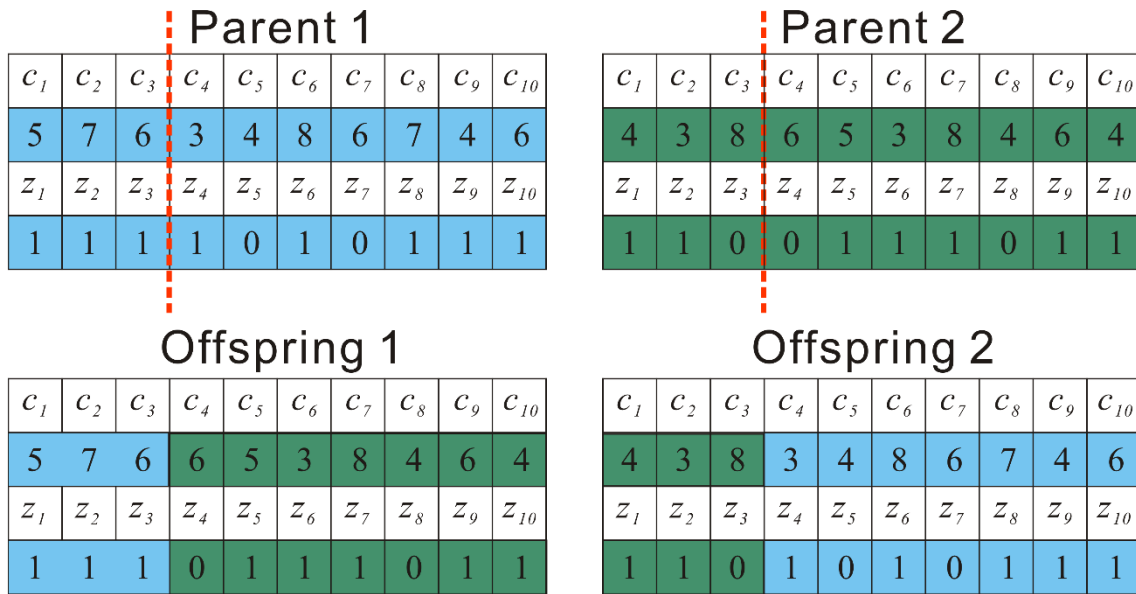 Parent 1
c1 c2 c3 c4 c5 c6 c7 c8 c9 c10
5 7 6 3 4 8 6 7 4 6
z1 z2 z3 z4 z5 z6 z7 z8 z9 z10
1 1 1 1 0 1 0 1 1 1
Parent 2
c1 c2 c3 c4 c5 c6 c7 c8 c9 c10
4 3 8 6 5 3 8 4 6 4
z1 z2 z3 z4 z5 z6 z7 z8 z9 z10
1 1 0 0 1 1 1 0 1 1
Offspring 1
c1 c2 c3 c4 c5 c6 c7 c8 c9 c10
5 7 6 6 5 3 8 4 6 4
z1 z2 z3 z4 z5 z6 z7 z8 z9 z10
1 1 1 0 1 1 1 0 1 1
Offspring 2
c1 c2 c3 c4 c5 c6 c7 c8 c9 c10
4 3 8 3 4 8 6 7 4 6
z1 z2 z3 z4 z5 z6 z7 z8 z9 z10
1 1 0 1 0 1 0 1 1 1